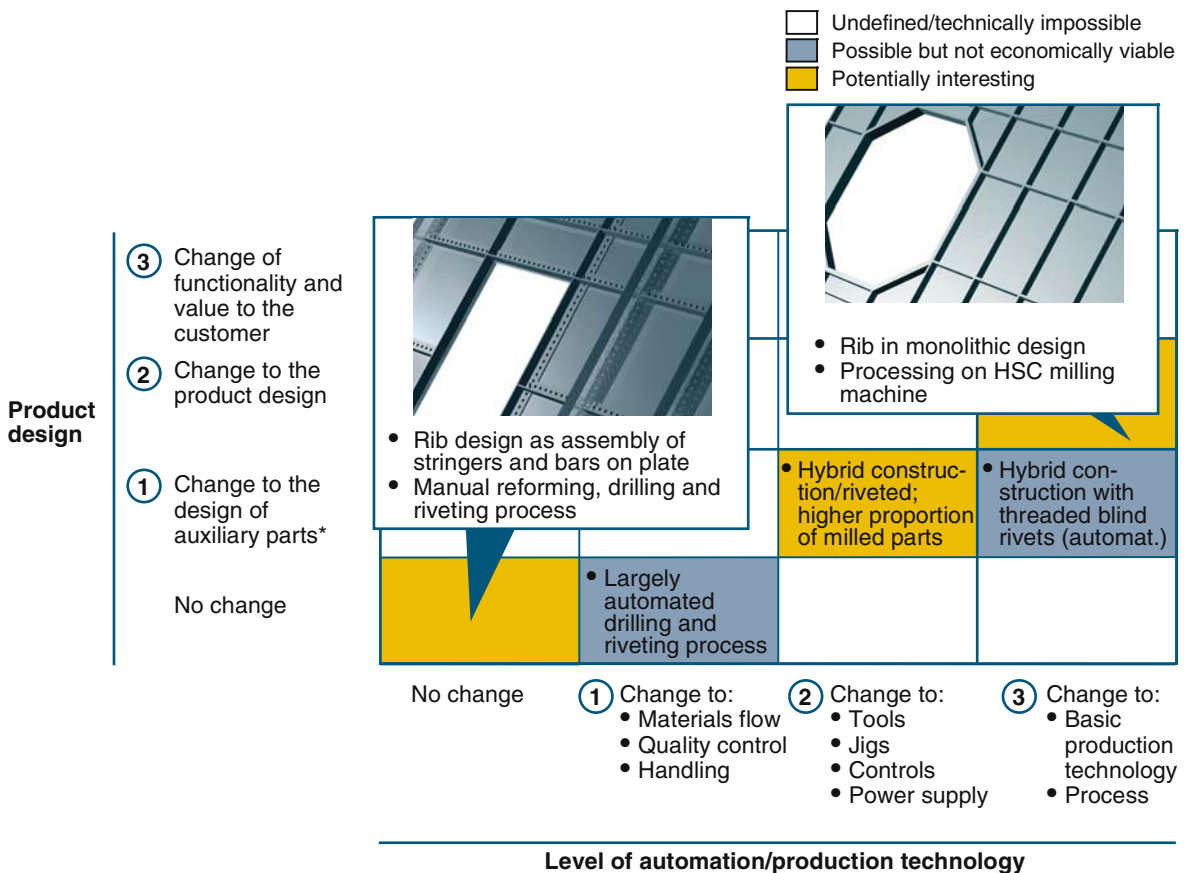 Undefined/technically impossible
Possible but not economically viable
Potentially interesting
3 Change of
functionality and
value to the
customer
2 Change to the
product design
Product
design
1 Change to the
design of
auxiliary parts*
No change
• Rib design as assembly of
stringers and bars on plate
• Manual reforming, drilling and
riveting process
• Rib in monolithic design
• Processing on HSC milling
machine
• Hybrid construc-
tion/riveted;
higher proportion
of milled parts
• Hybrid con-
struction with
threaded blind
rivets (automat.)
• Largely
automated
drilling and
riveting process
No change
1 Change to:
• Materials flow
• Quality control
• Handling
2 Change to:
• Tools
• Jigs
• Controls
• Power supply
3 Change to:
• Basic
production
technology
• Process
Level of automation/production technology